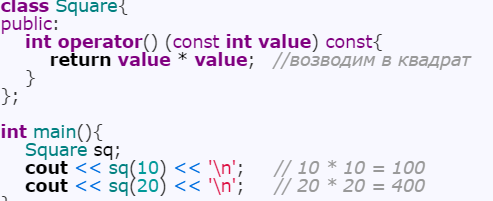 class Square{
public:
int operator() (const int value) const{
return value * value; //возводим в квадрат
}
};
int main(){
Square sq;
cout << sq(10) << '\n'; // 10 * 10 = 100
cout << sq(20) << '\n'; // 20 * 20 = 400